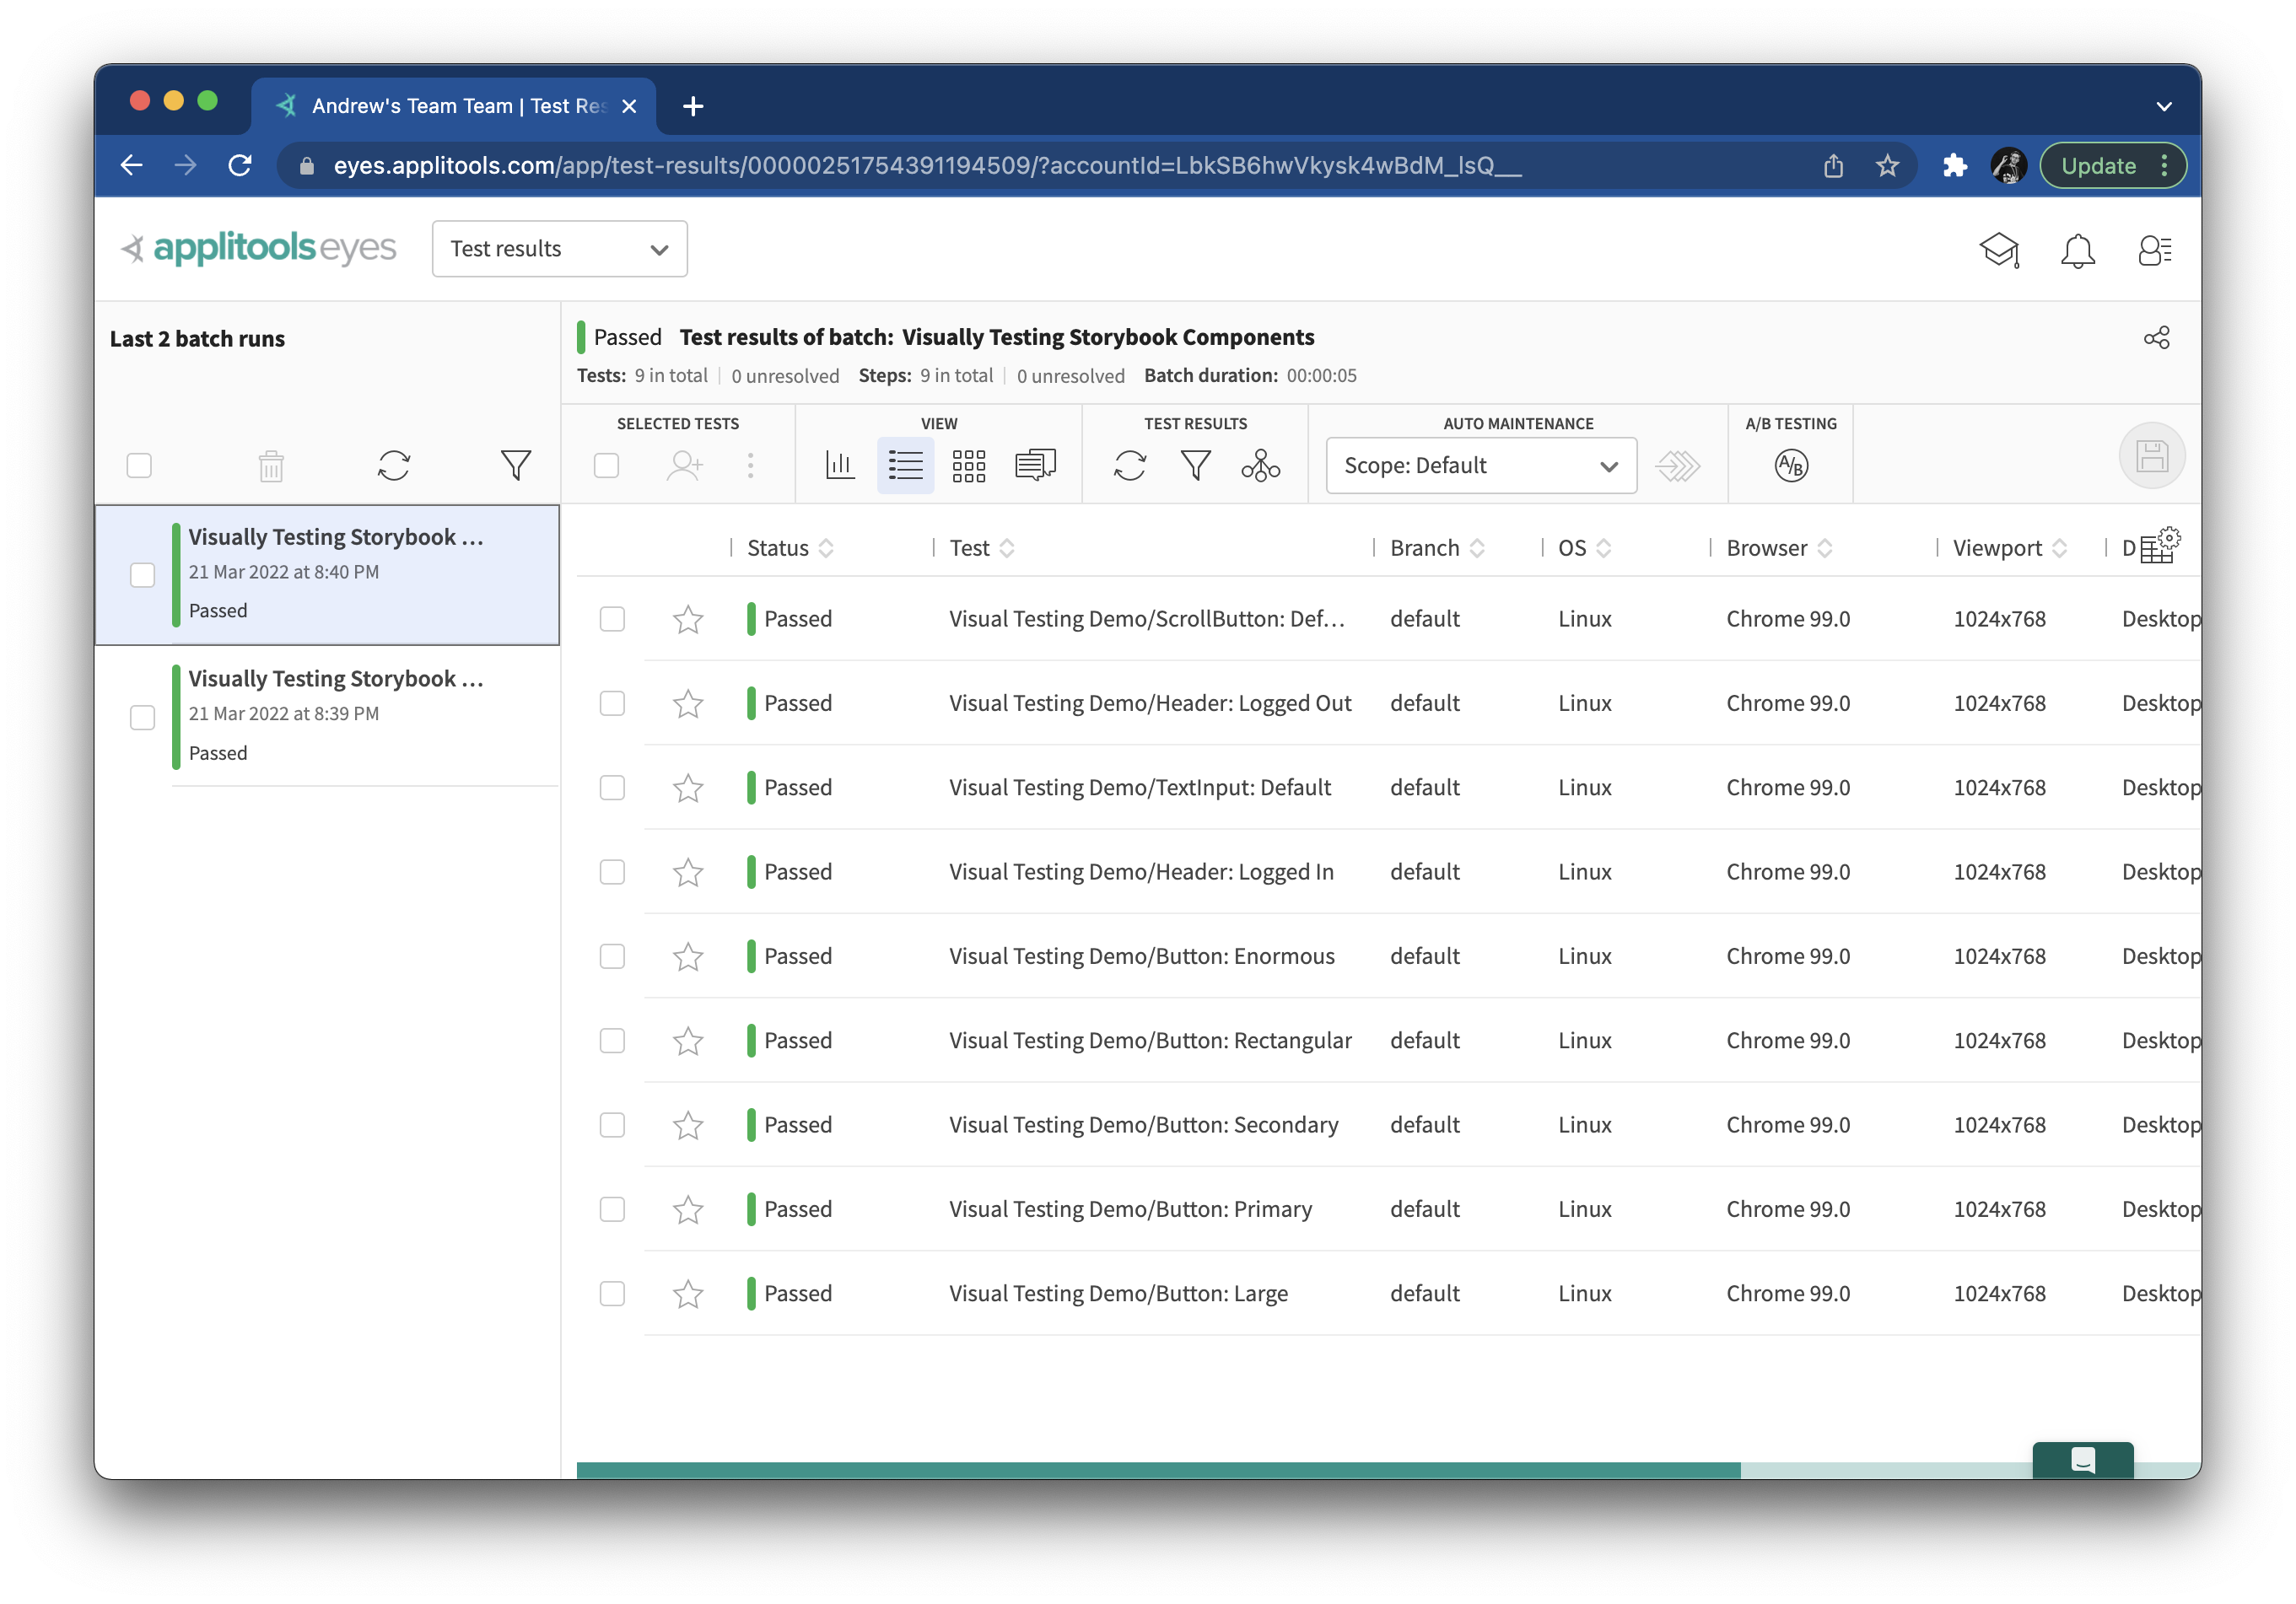 Andrew's Team Team | Test Res
eyes.applitools.com/app/test-results/00000251754391194509/?accountId=LbkSB6hwVkysk4wBdM_lsQ__
Update
applitools eyes
Test results
Last 2 batch runs
Passed Test results of batch: Visually Testing Storybook Components
Tests: 9 in total | 0 unresolved Steps: 9 in total | 0 unresolved Batch duration: 00:00:05
SELECTED TESTS VIEW TEST RESULTS AUTO MAINTENANCE A/B TESTING
Scope: Default A/B
Visually Testing Storybook ...
21 Mar 2022 at 8:40 PM
Passed
Visually Testing Storybook ...
21 Mar 2022 at 8:39 PM
Passed
Status Test Branch OS Browser Viewport D
Passed Visual Testing Demo/ScrollButton: Def... default Linux Chrome 99.0 1024x768 Desktop
Passed Visual Testing Demo/Header: Logged Out default Linux Chrome 99.0 1024x768 Desktop
Passed Visual Testing Demo/TextInput: Default default Linux Chrome 99.0 1024x768 Desktop
Passed Visual Testing Demo/Header: Logged In default Linux Chrome 99.0 1024x768 Desktop
Passed Visual Testing Demo/Button: Enormous default Linux Chrome 99.0 1024x768 Desktop
Passed Visual Testing Demo/Button: Rectangular default Linux Chrome 99.0 1024x768 Desktop
Passed Visual Testing Demo/Button: Secondary default Linux Chrome 99.0 1024x768 Desktop
Passed Visual Testing Demo/Button: Primary default Linux Chrome 99.0 1024x768 Desktop
Passed Visual Testing Demo/Button: Large default Linux Chrome 99.0 1024x768 Desktop